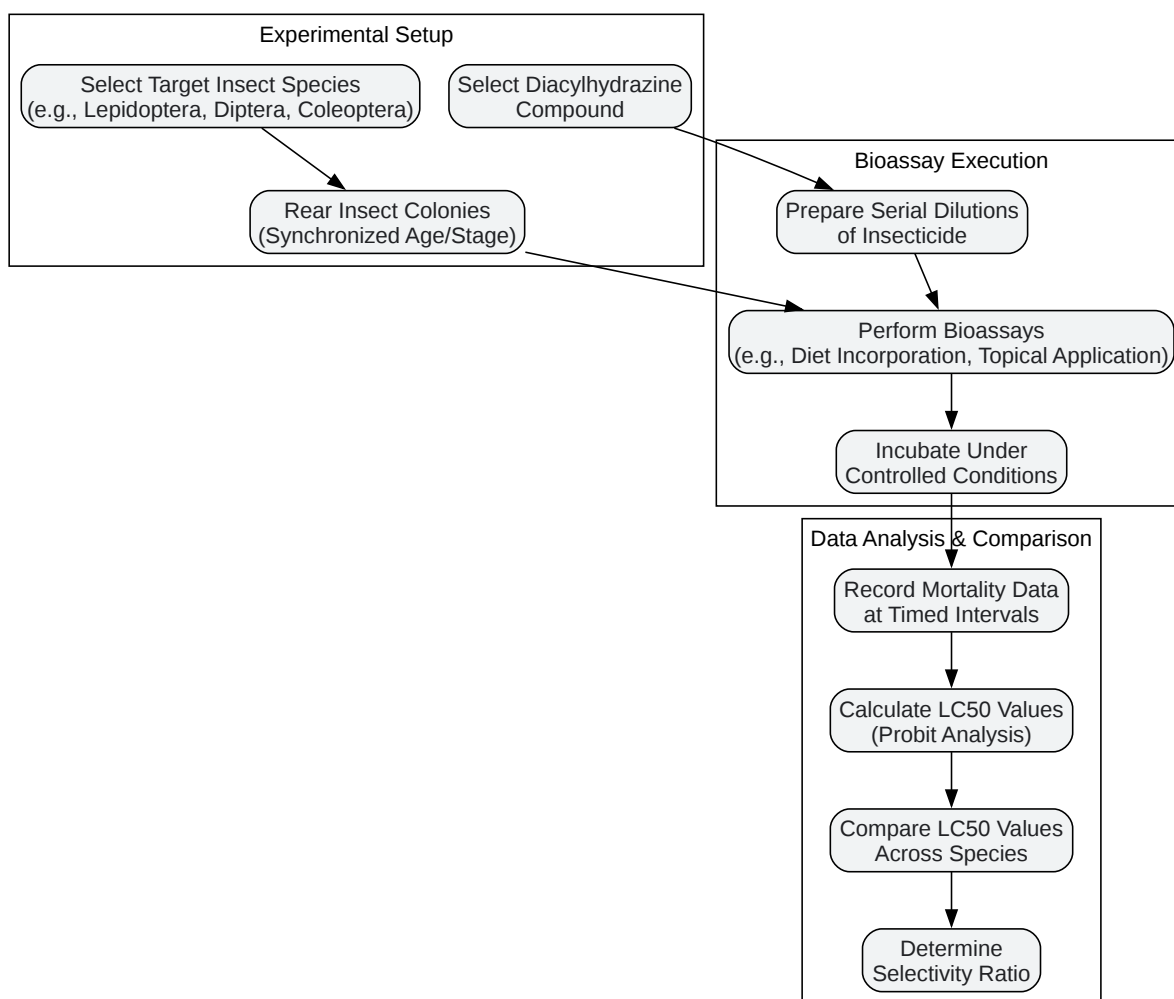 Experimental Setup
Select Target Insect Species
(e.g., Lepidoptera, Diptera, Coleoptera)
Select Diacylhydrazine
Compound
Rear Insect Colonies
(Synchronized Age/Stage)
Bioassay Execution
Prepare Serial Dilutions
of Insecticide
Perform Bioassays
(e.g., Diet Incorporation, Topical Application)
Incubate Under
Controlled Conditions
Data Analysis & Comparison
Record Mortality Data
at Timed Intervals
Calculate LC50 Values
(Probit Analysis)
Compare LC50 Values
Across Species
Determine
Selectivity Ratio